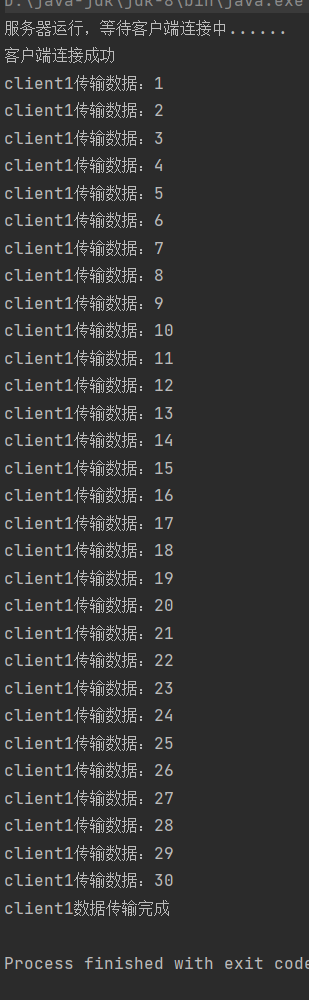 D:\java-jdk\jdk-8\bin\java.exe
服务器运行，等待客户端连接中......
客户端连接成功
client1传输数据：1
client1传输数据：2
client1传输数据：3
client1传输数据：4
client1传输数据：5
client1传输数据：6
client1传输数据：7
client1传输数据：8
client1传输数据：9
client1传输数据：10
client1传输数据：11
client1传输数据：12
client1传输数据：13
client1传输数据：14
client1传输数据：15
client1传输数据：16
client1传输数据：17
client1传输数据：18
client1传输数据：19
client1传输数据：20
client1传输数据：21
client1传输数据：22
client1传输数据：23
client1传输数据：24
client1传输数据：25
client1传输数据：26
client1传输数据：27
client1传输数据：28
client1传输数据：29
client1传输数据：30
client1数据传输完成
Process finished with exit code